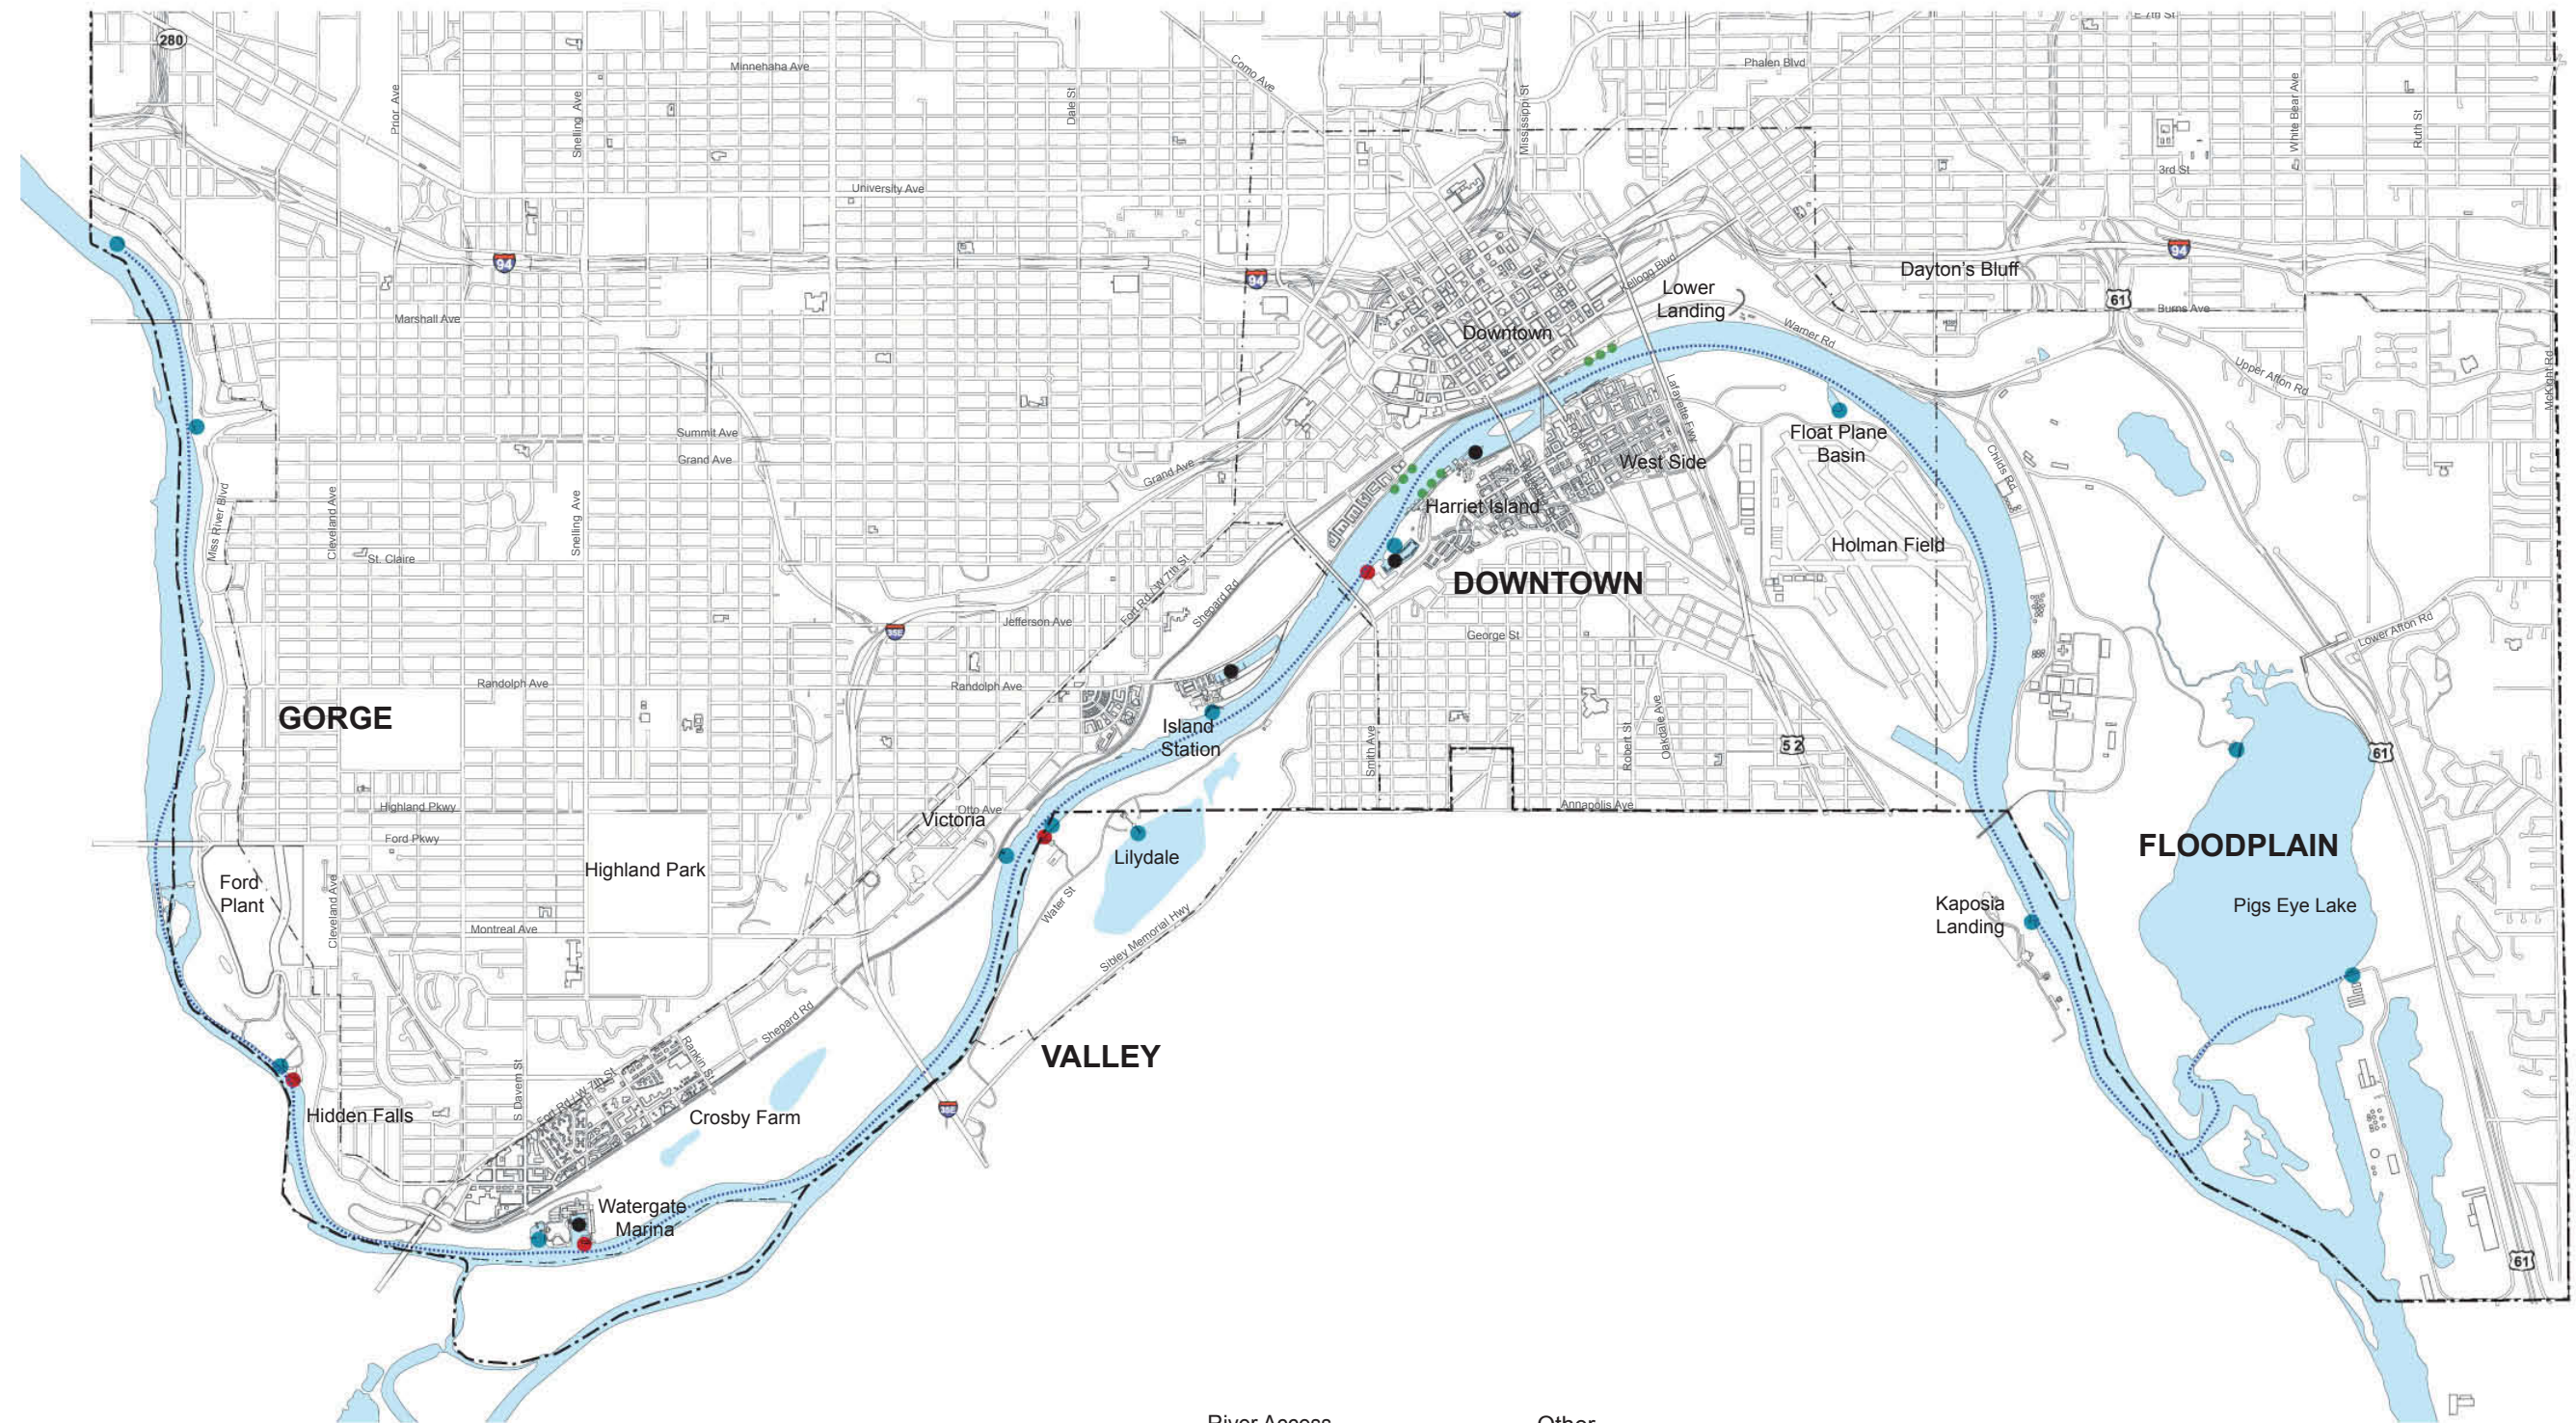 280
E 7th St
Minnehaha Ave
Como Ave
Phalen Blvd
Prior Ave
Snelling Ave
Dale St
Mississippi St
White Bear Ave
Ruth St
3rd St
University Ave
94
94
94
Kellogg Blvd
Dayton's Bluff
Lower
Landing
61
Burns Ave
Marshall Ave
Downtown
Warner Rd
Upper Afton Rd
McKnight Rd
Lafayette Fwy
Summit Ave
Grand Ave
Grand Ave
Robert
West Side
Float Plane
Basin
Childs Rd
Miss River Blvd
Cleveland Ave
Snelling Ave
Harriet Island
St. Claire
Holman Field
Fort Rd / W 7th St
Shepard Rd
DOWNTOWN
35E
Jefferson Ave
George St
Lower Afton Rd
Randolph Ave
Randolph Ave
GORGE
Island
Station
Smith Ave
Robert St
Oakdale Ave
52
61
Highland Pkwy
Otto Ave
Annapolis Ave
Victoria
Ford Pkwy
FLOODPLAIN
Lilydale
Highland Park
Ford
Plant
Cleveland Ave
Water St
Kaposia
Landing
Pigs Eye Lake
Montreal Ave
Sibley Memorial Hwy
Shepard Rd
Rankin St
VALLEY
S Davern St
Fort Rd / W 7th St
35E
Hidden Falls
Crosby Farm
Watergate
Marina
61
River Access
Other